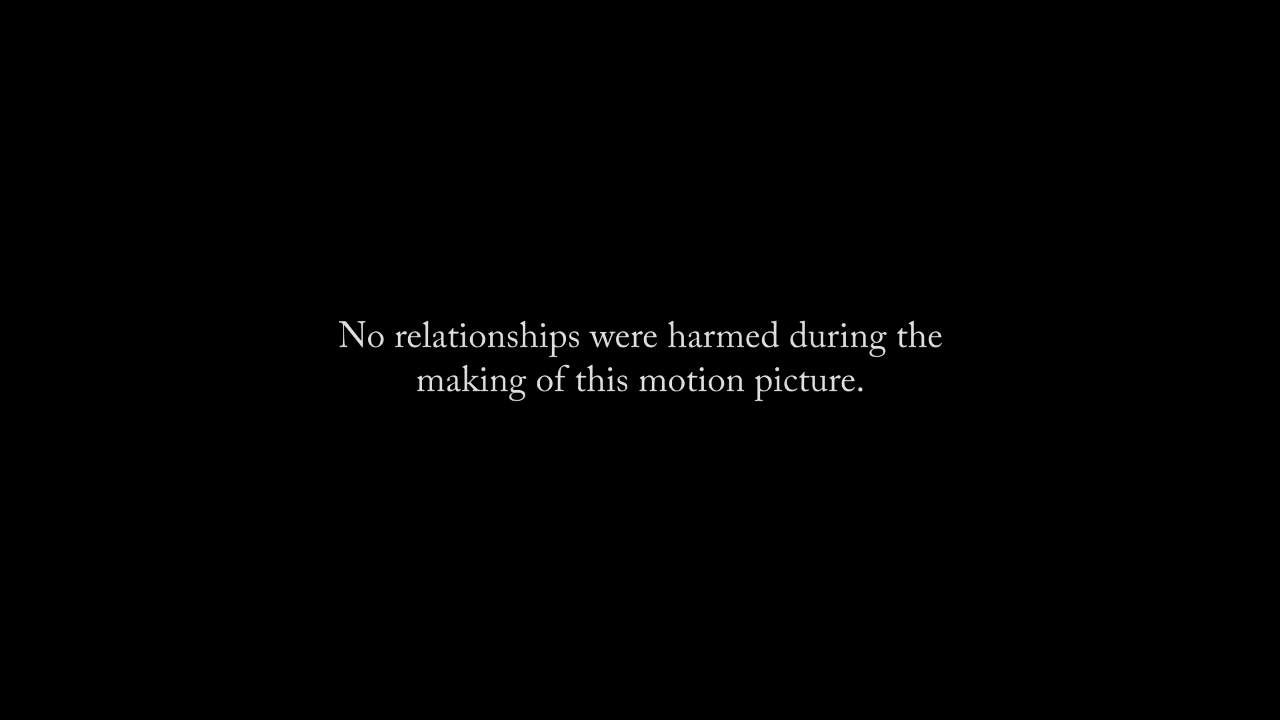 No relationships were harmed during the
making of this motion picture.